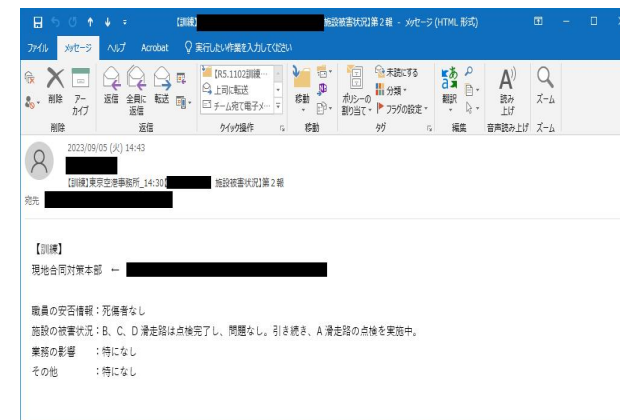 【訓練】 施設被害状況】第2報 - メッセージ (HTML 形式)
ファイル メッセージ ヘルプ Acrobat 実行したい作業を入力してください
削除 アーカイブ 返信 全員に返信 転送 【R5.1102訓練… 上司に転送 チーム宛て電子メ… 移動 ポリシーの割り当て 未読にする 分類 フラグの設定 翻訳 読み上げ ズーム
削除 返信 クイック操作 移動 タグ 編集 音声読み上げ ズーム
2023/09/05 (火) 14:43
【訓練】東京空港事務所_14:30【 施設被害状況】第2報
宛先
【訓練】
現地合同対策本部 ←
職員の安否情報:死傷者なし
施設の被害状況:B、C、D 滑走路は点検完了し、問題なし。引き続き、A 滑走路の点検を実施中。
業務の影響 :特になし
その他 :特になし